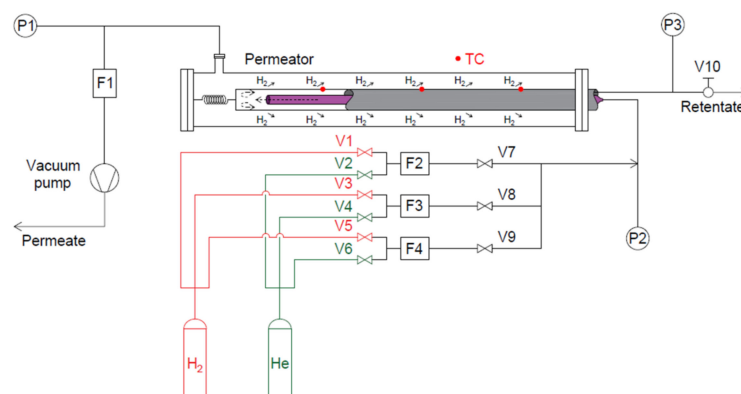 P1
P3
Permeator
TC
V10
F1
H₂ H₂ H₂ H₂ H₂ H₂
Retentate
H₂ H₂ H₂ H₂ H₂ H₂
V1
V2
F2
V7
Vacuum
pump
V3
V4
F3
V8
Permeate
V5
V6
F4
V9
P2
H₂
He